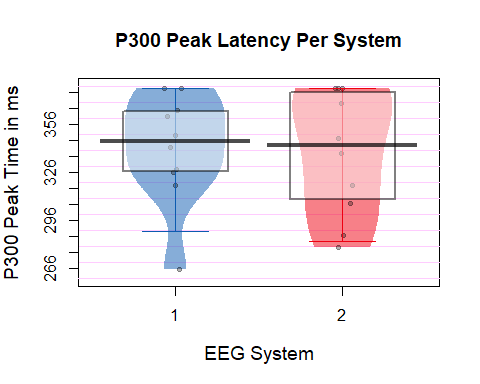 P300 Peak Latency Per System
P300 Peak Time in ms
356
326
296
266
1 2
EEG System